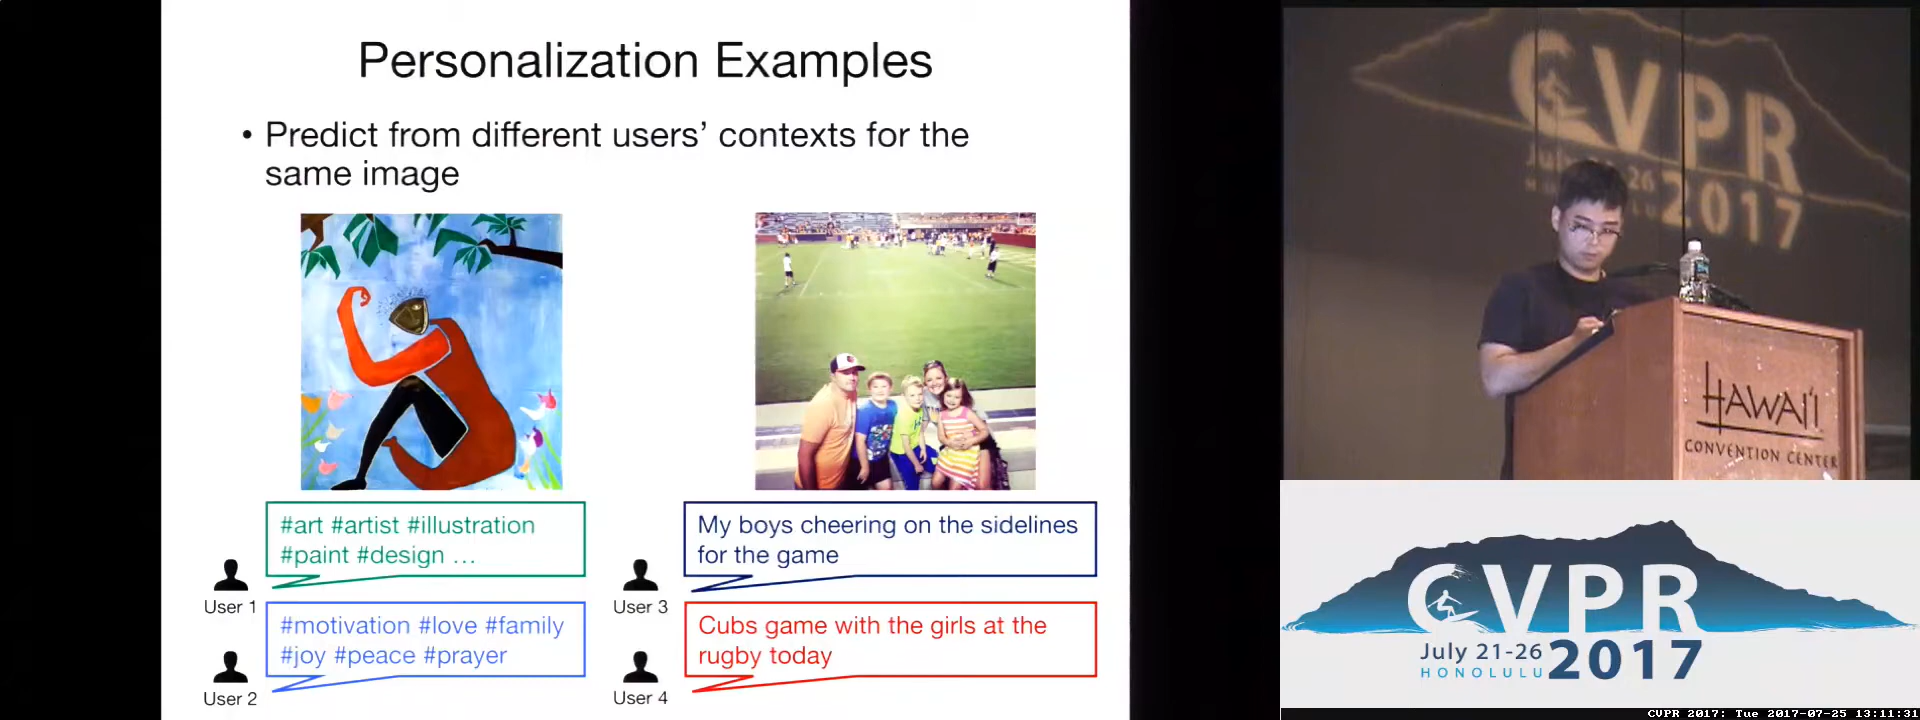 Personalization Examples
• Predict from different users’ contexts for the
same image
#art #artist #illustration
#paint #design ...
User 1
#motivation #love #family
#joy #peace #prayer
User 2
My boys cheering on the sidelines
for the game
User 3
Cubs game with the girls at the
rugby today
User 4
CVPR
2017
HAWAI'I
CONVENTION CENTER
CVPR
July 21-26
HONOLULU
2017
CVPR 2017: Tue 2017-07-25 13:11:31